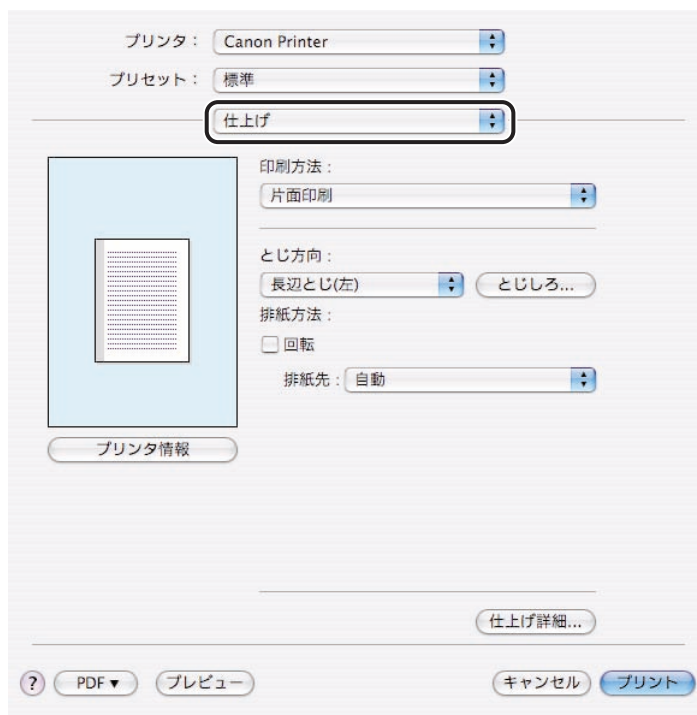 プリンタ： Canon Printer
プリセット： 標準
仕上げ
印刷方法：
片面印刷
とじ方向：
長辺とじ(左) とじしろ...
排紙方法：
回転
排紙先： 自動
プリンタ情報
仕上げ詳細...
? PDF▼ プレビュー キャンセル プリント